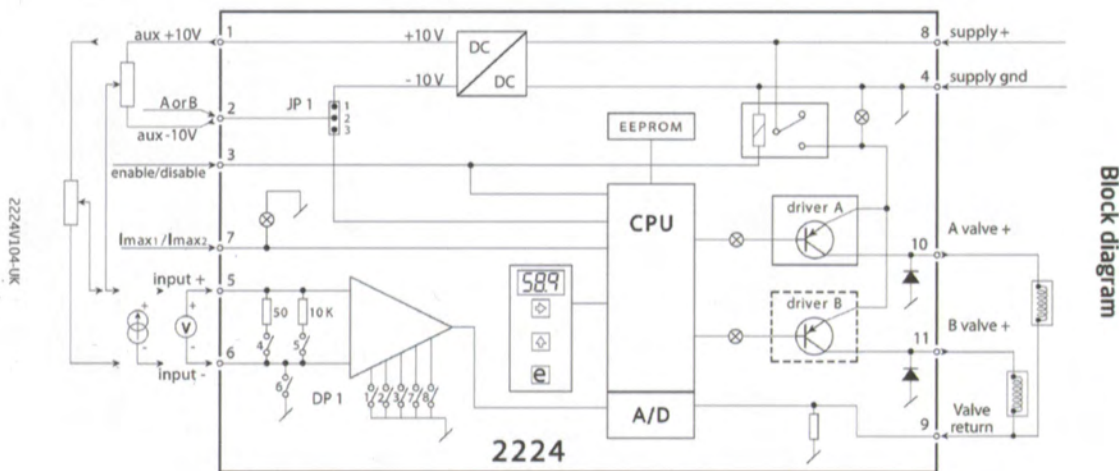 Block diagram
2224V104-UK
aux +10V
1
+10 V
DC
DC
8
supply+
- 10 V
4
supply gnd
A or B
2
JP 1
1
2
3
aux -10V
3
enable/disable
EEPROM
CPU
driver A
10
A valve +
Imax1/Imax2
7
input +
5
58.9
driver B
50
10 K
V
+
-
+
-
4
5
11
B valve +
6
input -
6
DP 1
1
2
3
7
8
e
A/D
9
Valve
return
2224